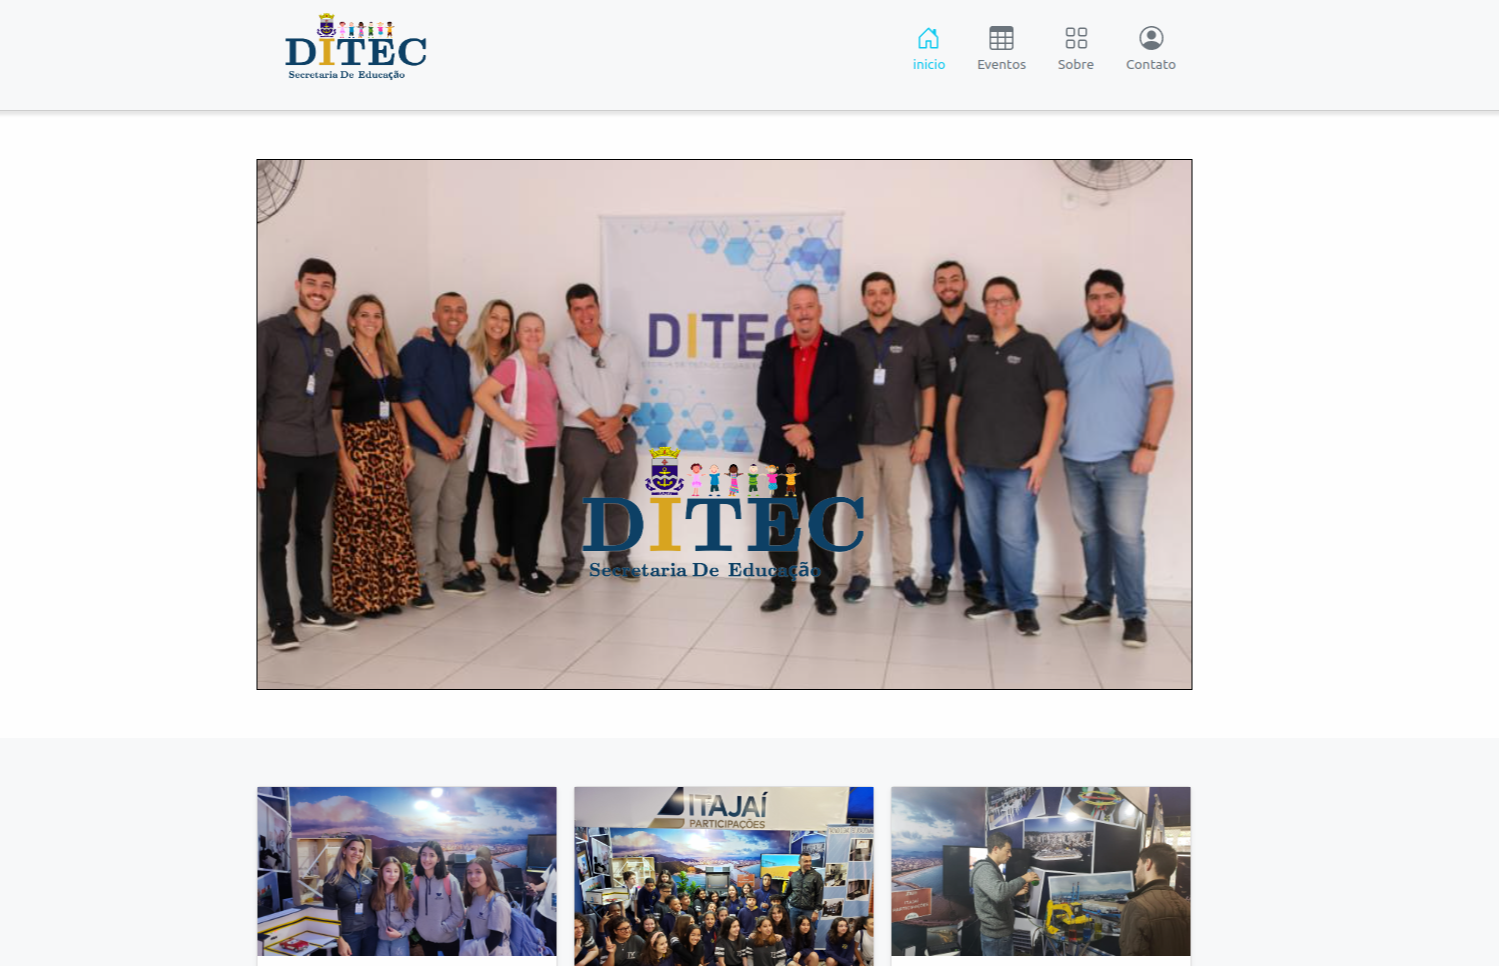 DITEC
Secretaria De Educação
inicio
Eventos
Sobre
Contato
DITEC
DITEC
Secretaria De Educação
ITAJAÍ
PARTICIPAÇÕES